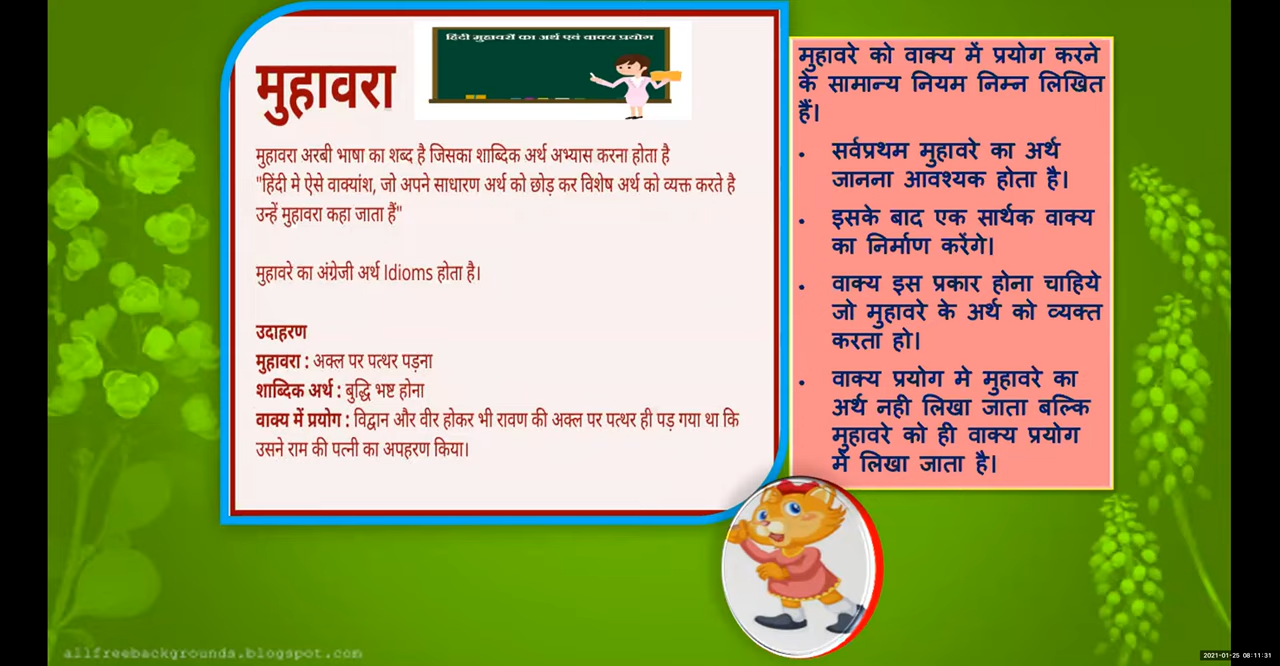 हिंदी मुहावरों का अर्थ एवं वाक्य प्रयोग
मुहावरा
मुहावरा अरबी भाषा का शब्द है जिसका शाब्दिक अर्थ अभ्यास करना होता है
"हिंदी मे ऐसे वाक्यांश, जो अपने साधारण अर्थ को छोड़ कर विशेष अर्थ को व्यक्त करते है
उन्हें मुहावरा कहा जाता हैं"
मुहावरे का अंग्रेजी अर्थ Idioms होता है।
उदाहरण
मुहावरा : अक्ल पर पत्थर पड़ना
शाब्दिक अर्थ : बुद्धि भष्ट होना
वाक्य में प्रयोग : विद्वान और वीर होकर भी रावण की अक्ल पर पत्थर ही पड़ गया था कि
उसने राम की पत्नी का अपहरण किया।
मुहावरे को वाक्य में प्रयोग करने
के सामान्य नियम निम्न लिखित
हैं।
• सर्वप्रथम मुहावरे का अर्थ
जानना आवश्यक होता है।
• इसके बाद एक सार्थक वाक्य
का निर्माण करेंगे।
• वाक्य इस प्रकार होना चाहिये
जो मुहावरे के अर्थ को व्यक्त
करता हो।
• वाक्य प्रयोग मे मुहावरे का
अर्थ नही लिखा जाता बल्कि
मुहावरे को ही वाक्य प्रयोग
में लिखा जाता है।
allfreebackgrounds.blogspot.com
2021-01-25 08:11:31